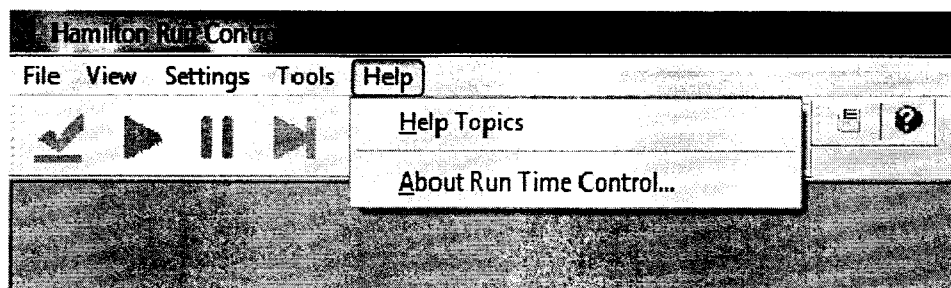 Hamilton Run Control
File View Settings Tools Help
Help Topics
About Run Time Control...